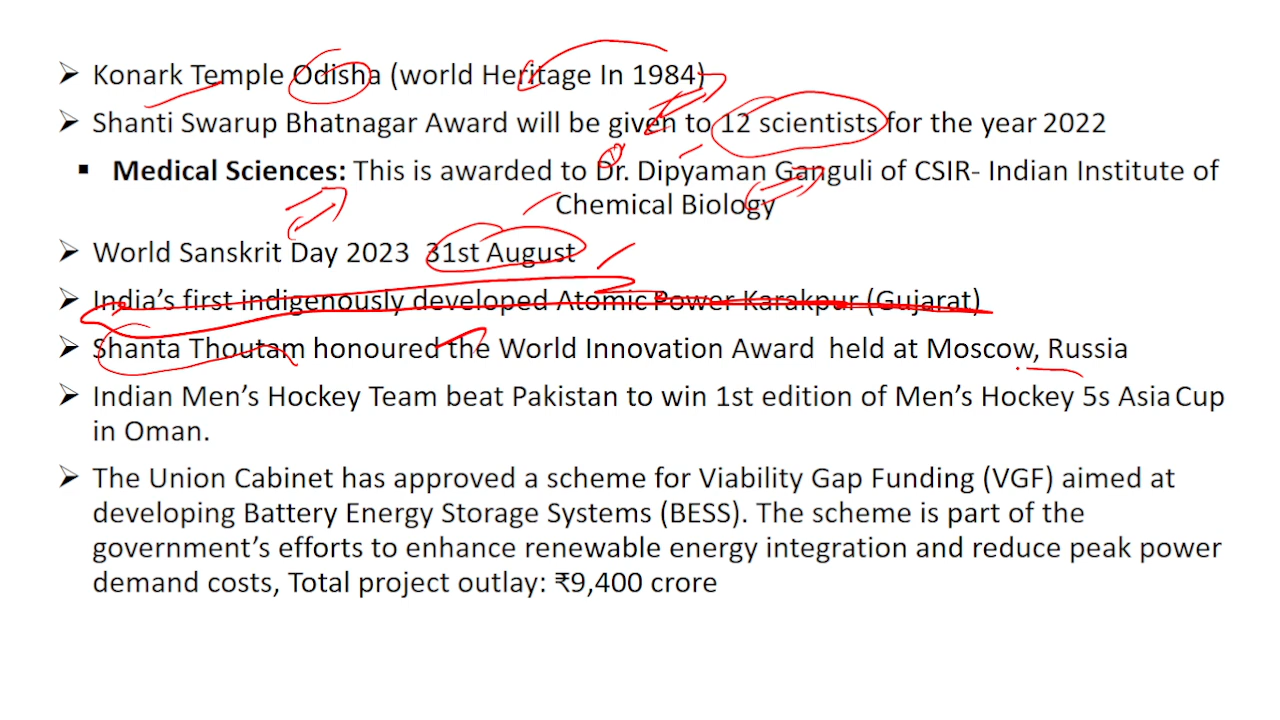 ➢ Konark Temple Odisha (world Heritage In 1984)
➢ Shanti Swarup Bhatnagar Award will be given to 12 scientists for the year 2022
▪ Medical Sciences: This is awarded to Dr. Dipyaman Ganguli of CSIR- Indian Institute of
Chemical Biology
➢ World Sanskrit Day 2023 31st August
➢ India's first indigenously developed Atomic Power Karakpur (Gujarat)
➢ Shanta Thoutam honoured the World Innovation Award held at Moscow, Russia
➢ Indian Men's Hockey Team beat Pakistan to win 1st edition of Men's Hockey 5s Asia Cup
in Oman.
➢ The Union Cabinet has approved a scheme for Viability Gap Funding (VGF) aimed at
developing Battery Energy Storage Systems (BESS). The scheme is part of the
government's efforts to enhance renewable energy integration and reduce peak power
demand costs, Total project outlay: ₹9,400 crore